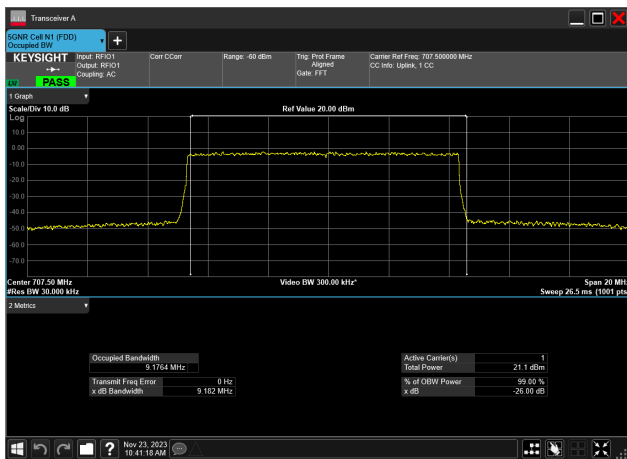 Transceiver A
5GNR Cell N1 (FDD)
Occupied BW
KEYSIGHT
LV PASS
Input: RFIO1
Output: RFIO1
Coupling: AC
Corr CCorr
Range: -60 dBm
Trig: Prot Frame
Aligned
Gate: FFT
Carrier Ref Freq: 707.500000 MHz
CC Info: Uplink, 1 CC
1 Graph
Scale/Div 10.0 dB
Ref Value 20.00 dBm
Log
10.0
0.00
-10.0
-20.0
-30.0
-40.0
-50.0
-60.0
-70.0
Center 707.50 MHz
Video BW 300.00 kHz*
Span 20 MHz
#Res BW 30.000 kHz
Sweep 26.5 ms (1001 pts
2 Metrics
Occupied Bandwidth
9.1764 MHz
Transmit Freq Error 0 Hz
x dB Bandwidth 9.182 MHz
Active Carrier(s) 1
Total Power 21.1 dBm
% of OBW Power 99.00 %
x dB -26.00 dB
Nov 23, 2023
10:41:18 AM